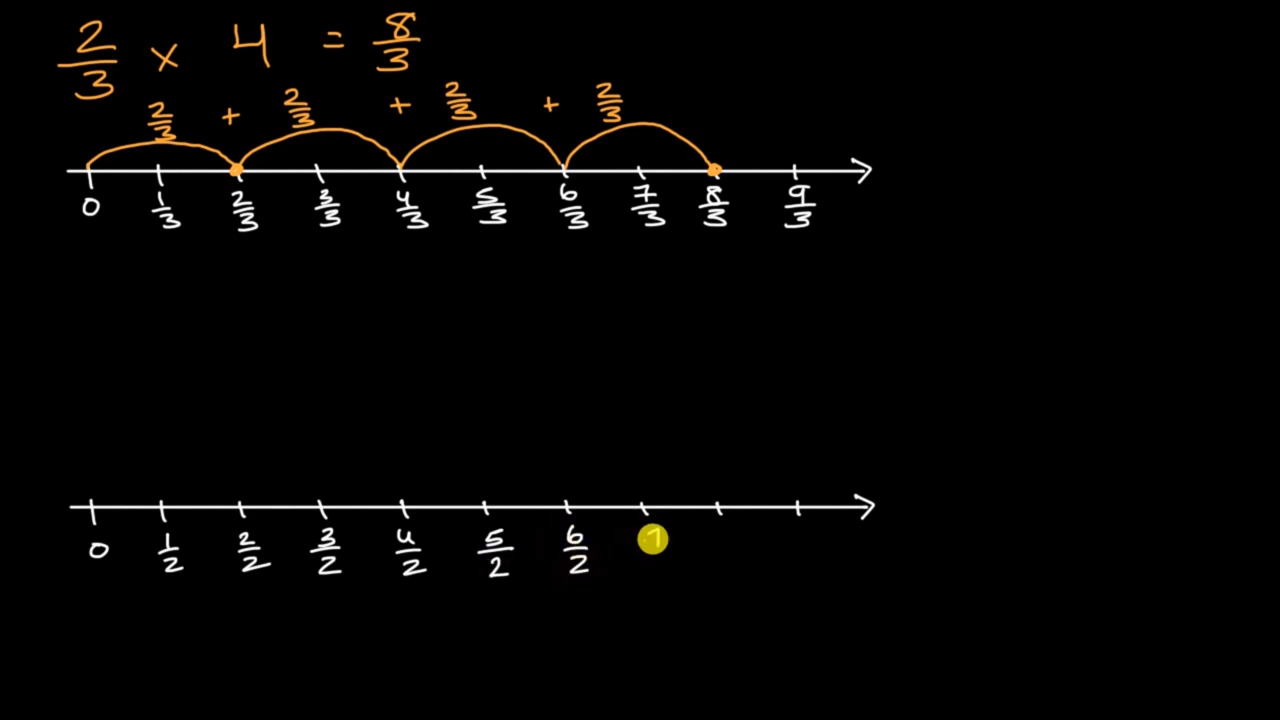 2/3 × 4 = 8/3
2/3 + 2/3 + 2/3 + 2/3
0 1/3 2/3 3/3 4/3 5/3 6/3 7/3 8/3 9/3
0 1/2 2/2 3/2 4/2 5/2 6/2 7